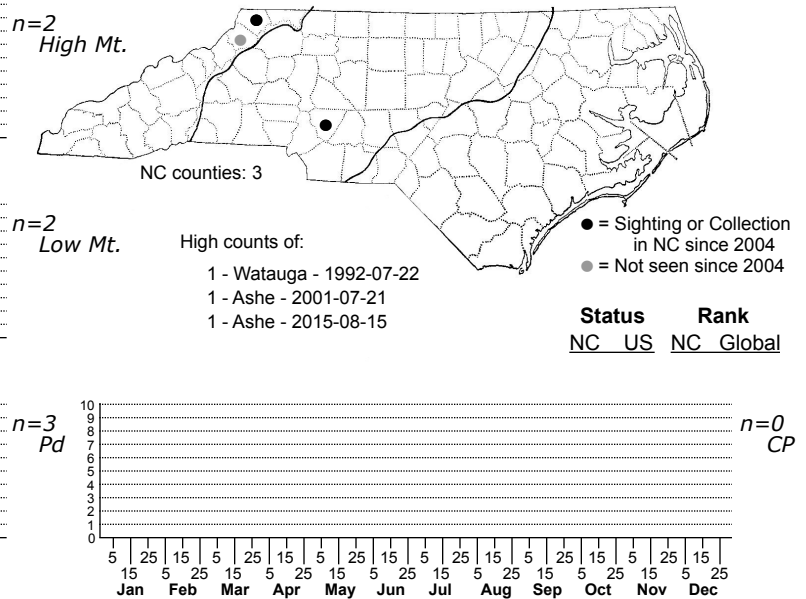 n=2
High Mt.
NC counties: 3
n=2
Low Mt.
High counts of:
1 - Watauga - 1992-07-22
1 - Ashe - 2001-07-21
1 - Ashe - 2015-08-15
= Sighting or Collection
in NC since 2004
= Not seen since 2004
Status Rank
NC US NC Global
n=3
Pd
10
9
8
7
6
5
4
3
2
1
0
n=0
CP
5 25 15 5 25 15 5 25 15 5 25 15 5 25 15 5 25 15
15 5 25 15 5 25 15 5 25 15 5 25 15 5 25 15 5 25
Jan Feb Mar Apr May Jun Jul Aug Sep Oct Nov Dec